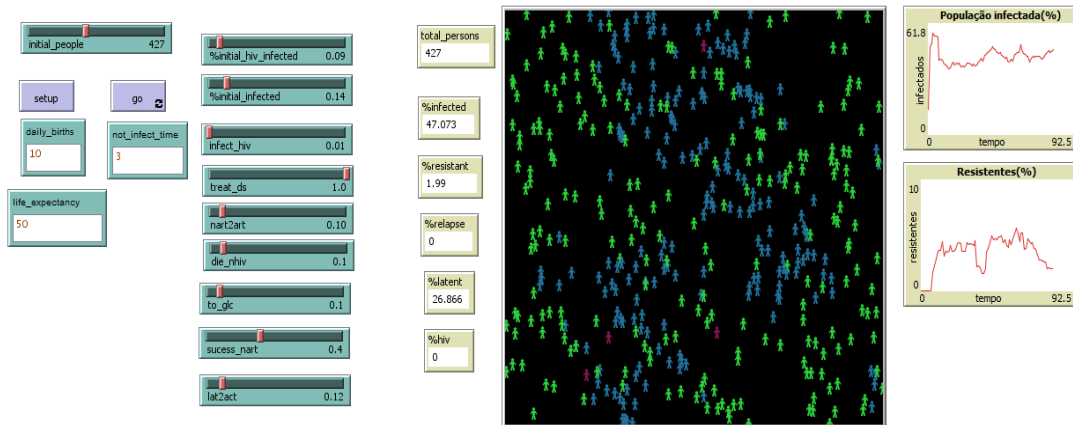 initial_people 427
setup
go
daily_births
10
not_infect_time
3
life_expectancy
50
%initial_hiv_infected 0.09
%initial_infected 0.14
infect_hiv 0.01
treat_ds 1.0
nart2art 0.10
die_nhiv 0.1
to_glc 0.1
sucess_nart 0.4
lat2act 0.12
total_persons
427
%infected
47.073
%resistant
1.99
%relapse
0
%latent
26.866
%hiv
0
População infectada(%)
61.8
infectados
0
0 tempo 92.5
Resistentes(%)
10
resistentes
0
0 tempo 92.5